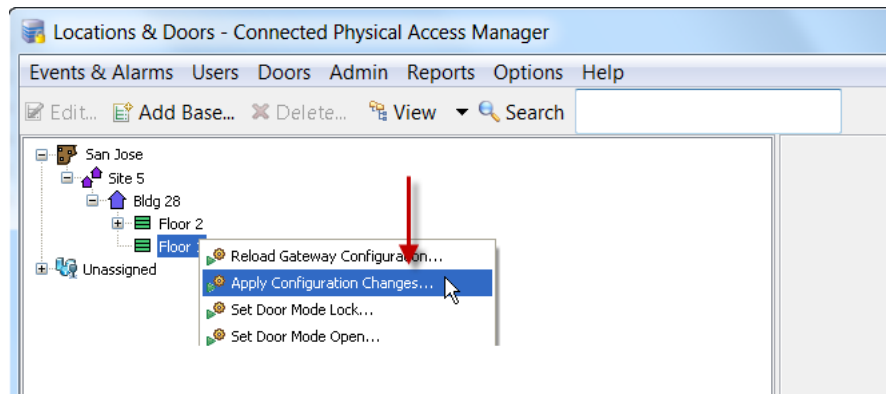 Locations & Doors - Connected Physical Access Manager
Events & Alarms Users Doors Admin Reports Options Help
Edit... Add Base... Delete... View Search
San Jose
Site 5
Bldg 28
Floor 2
Floor
Reload Gateway Configuration...
Unassigned
Apply Configuration Changes...
Set Door Mode Lock...
Set Door Mode Open...